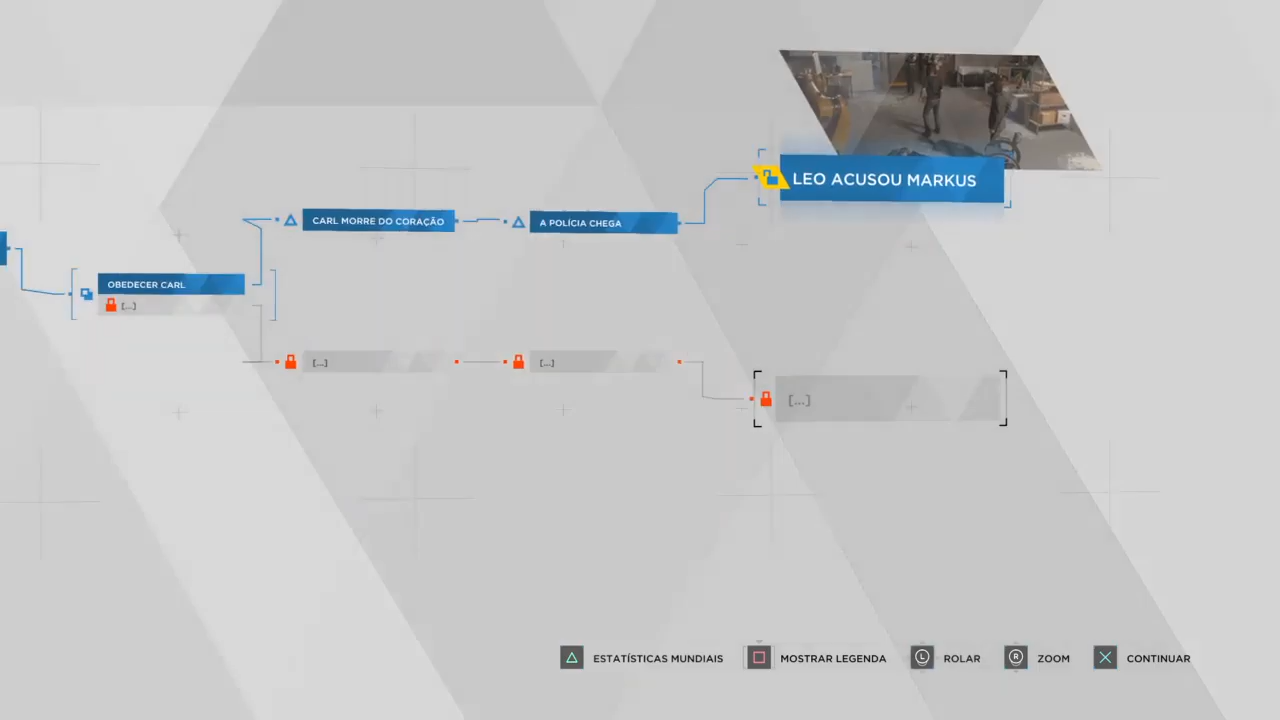 LEO ACUSOU MARKUS
CARL MORRE DO CORAÇÃO
A POLÍCIA CHEGA
OBEDECER CARL
[...]
[...]
[...]
[...]
ESTATÍSTICAS MUNDIAIS
MOSTRAR LEGENDA
L
ROLAR
R
ZOOM
CONTINUAR